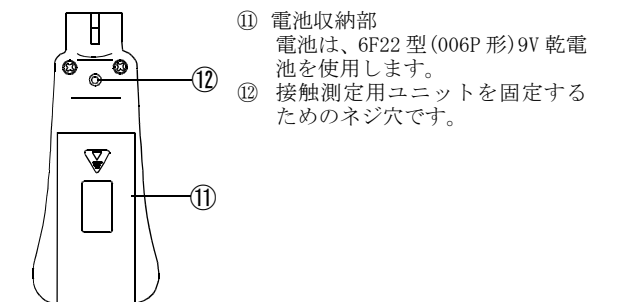 ⑪ 電池収納部
電池は、6F22 型(006P 形)9V 乾電
池を使用します。
⑫ 接触測定用ユニットを固定する
ためのネジ穴です。
⑫
⑪